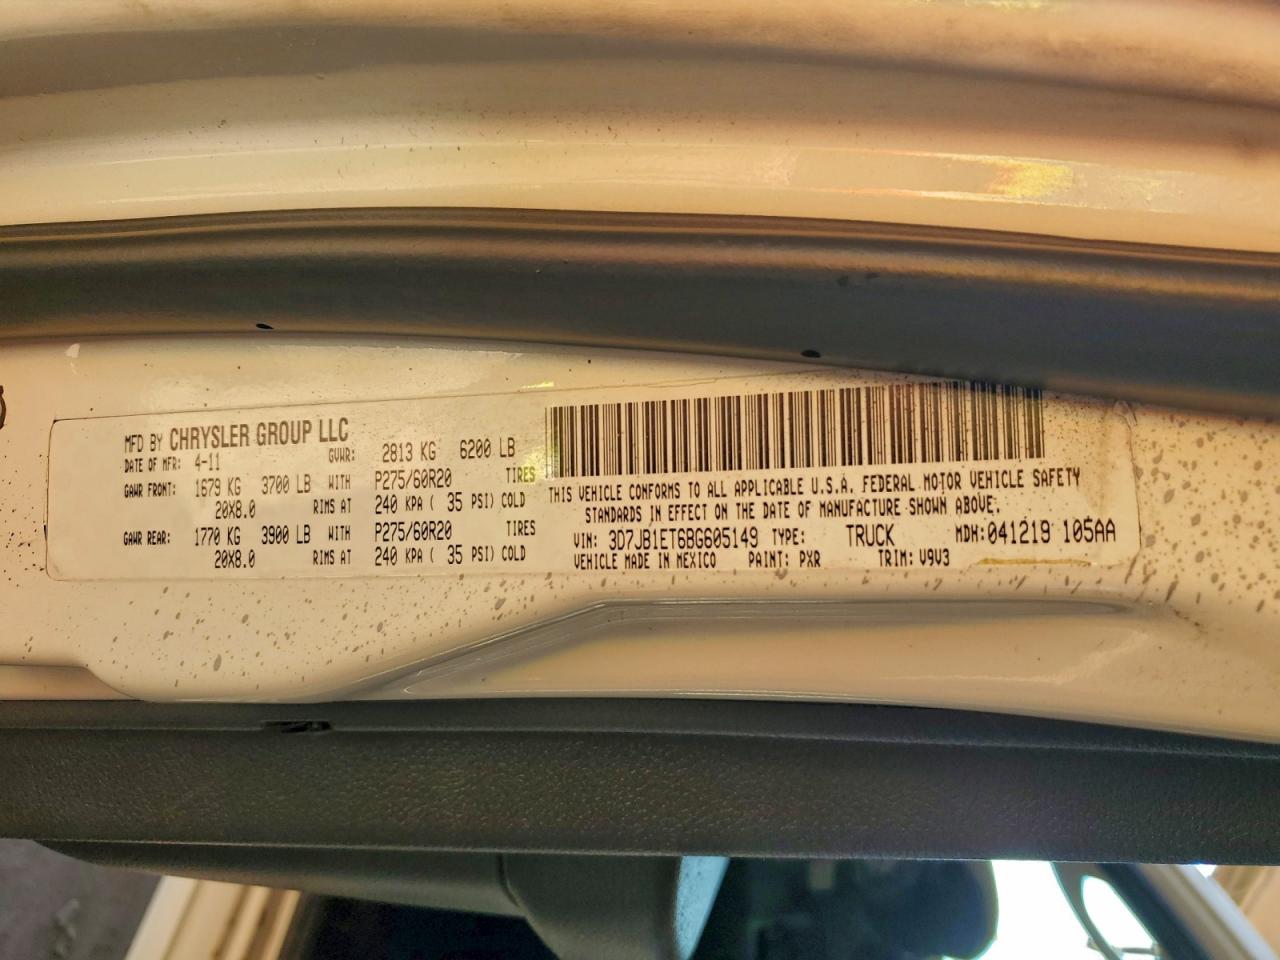 MFD BY CHRYSLER GROUP LLC
DATE OF MFR: 4-11 GVWR: 2813 KG 6200 LB
GAWR FRONT: 1679 KG 3700 LB WITH P275/60R20 TIRES
20X8.0 RIMS AT 240 KPA ( 35 PSI) COLD
GAWR REAR: 1770 KG 3900 LB WITH P275/60R20 TIRES
20X8.0 RIMS AT 240 KPA ( 35 PSI) COLD
THIS VEHICLE CONFORMS TO ALL APPLICABLE U.S.A. FEDERAL MOTOR VEHICLE SAFETY
STANDARDS IN EFFECT ON THE DATE OF MANUFACTURE SHOWN ABOVE.
VIN: 3D7JB1ET6BG605149 TYPE: TRUCK MDH: 041219 105AA
VEHICLE MADE IN MEXICO PAINT: PXR TRIM: V9V3